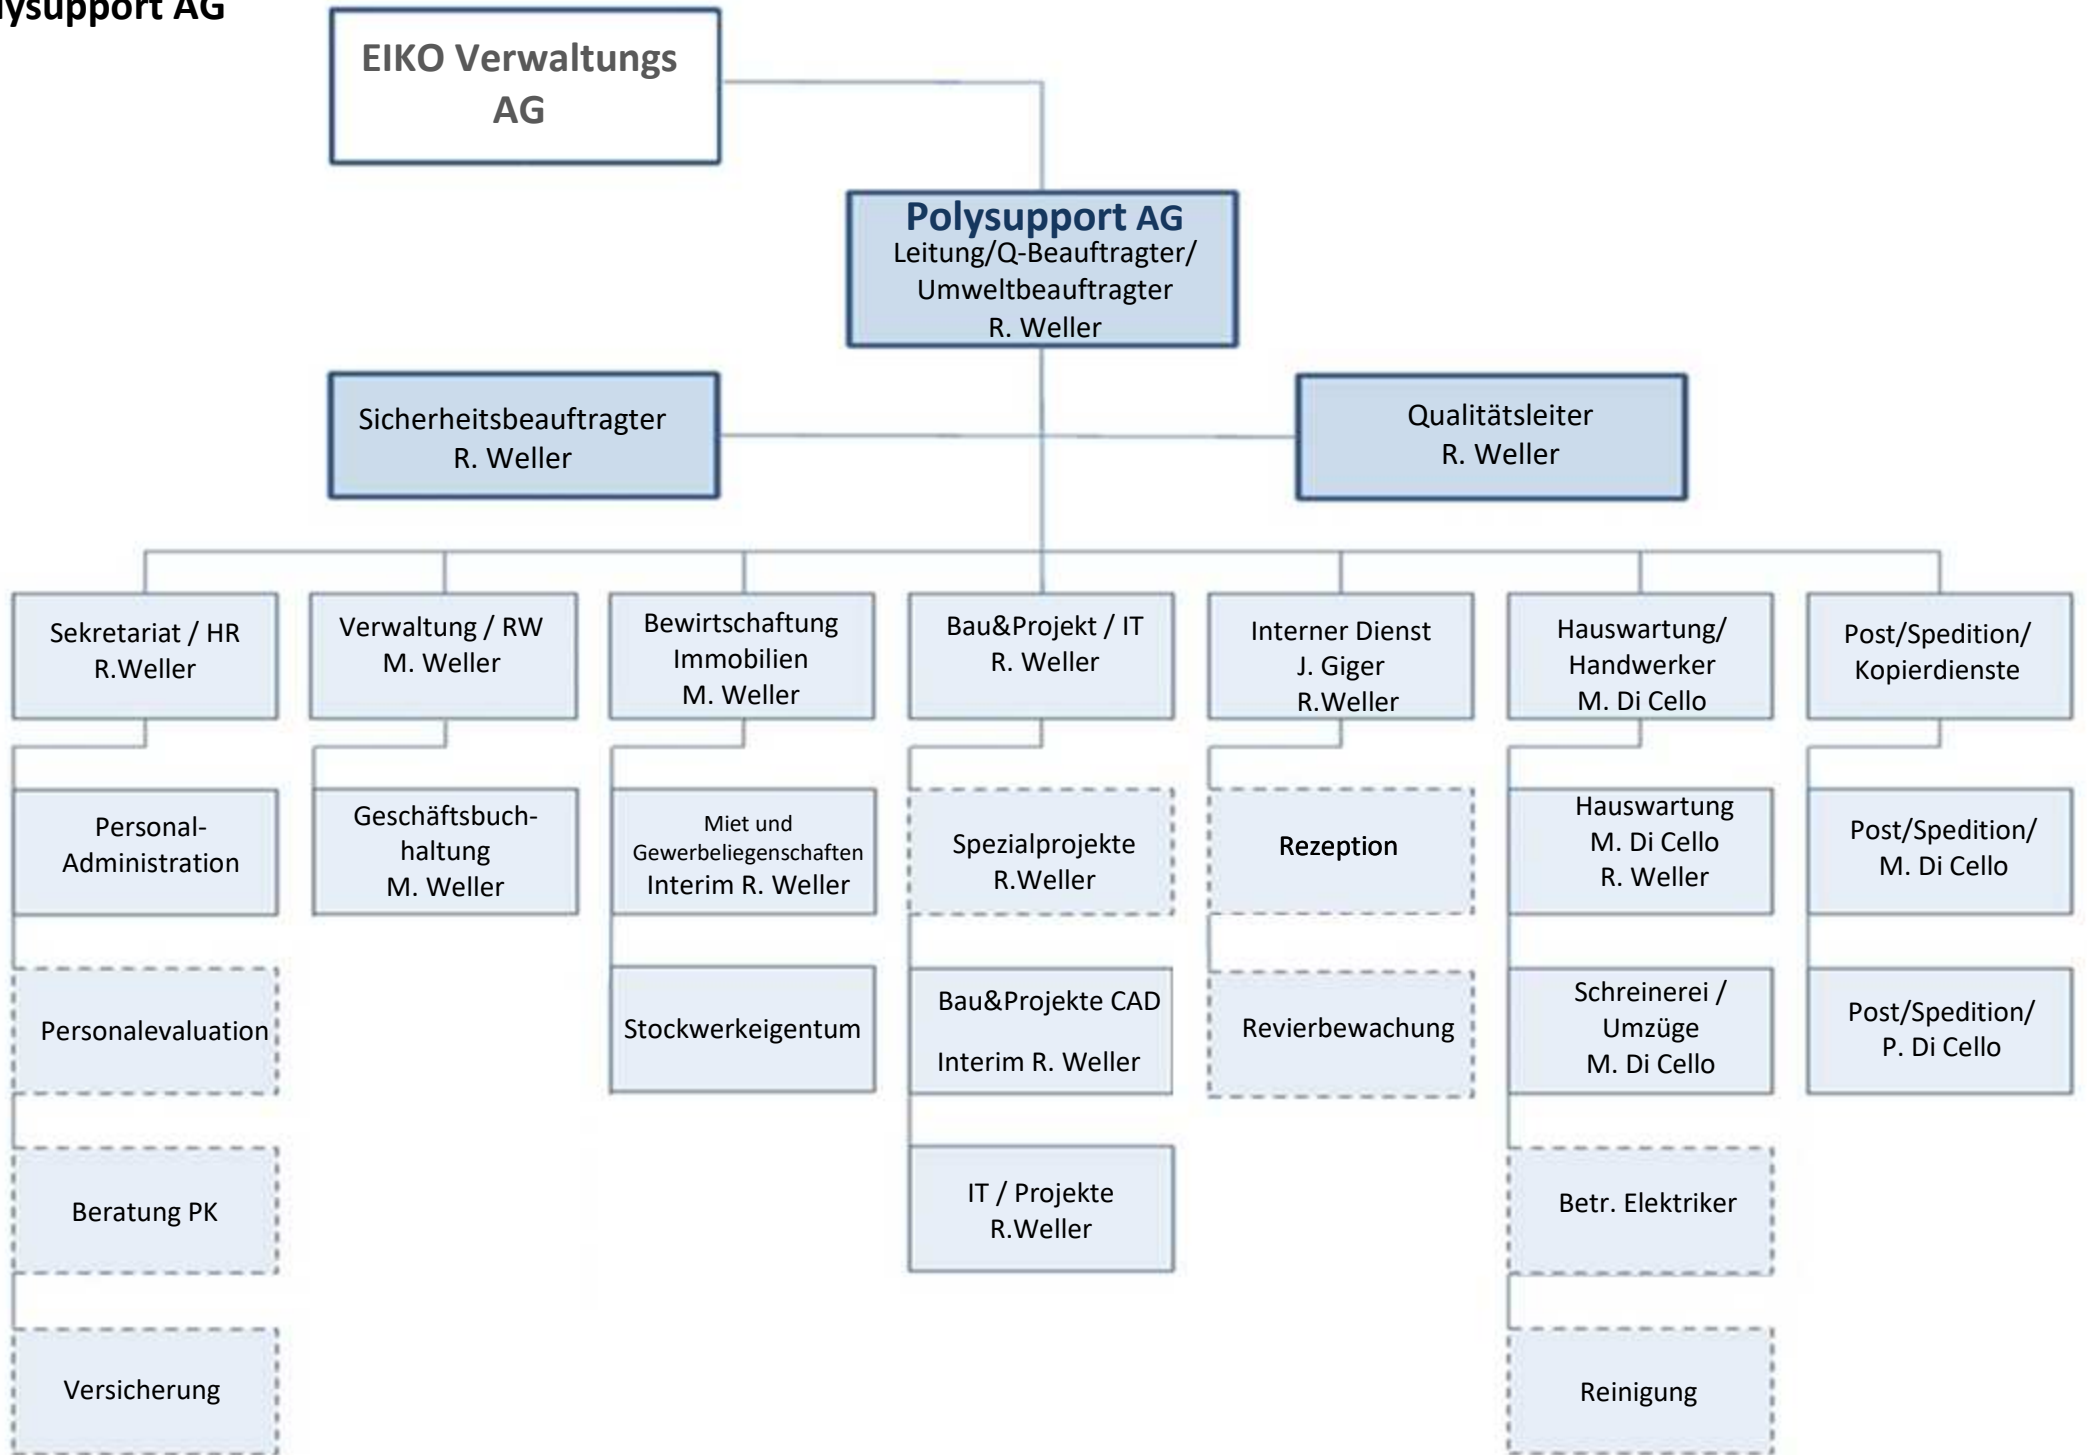 lysupport AG
EIKO Verwaltungs
AG
Polysupport AG
Leitung/Q-Beauftragter/
Umweltbeauftragter
R. Weller
Sicherheitsbeauftragter
R. Weller
Qualitätsleiter
R. Weller
Sekretariat / HR
R.Weller
Verwaltung / RW
M. Weller
Bewirtschaftung
Immobilien
M. Weller
Bau&Projekt / IT
R. Weller
Interner Dienst
J. Giger
R.Weller
Hauswartung/
Handwerker
M. Di Cello
Post/Spedition/
Kopierdienste
Personal-
Administration
Geschäftsbuch-
haltung
M. Weller
Miet und
Gewerbeliegenschaften
Interim R. Weller
Spezialprojekte
R.Weller
Rezeption
Hauswartung
M. Di Cello
R. Weller
Post/Spedition/
M. Di Cello
Personalevaluation
Stockwerkeigentum
Bau&Projekte CAD
Interim R. Weller
Revierbewachung
Schreinerei /
Umzüge
M. Di Cello
Post/Spedition/
P. Di Cello
Beratung PK
IT / Projekte
R.Weller
Betr. Elektriker
Versicherung
Reinigung